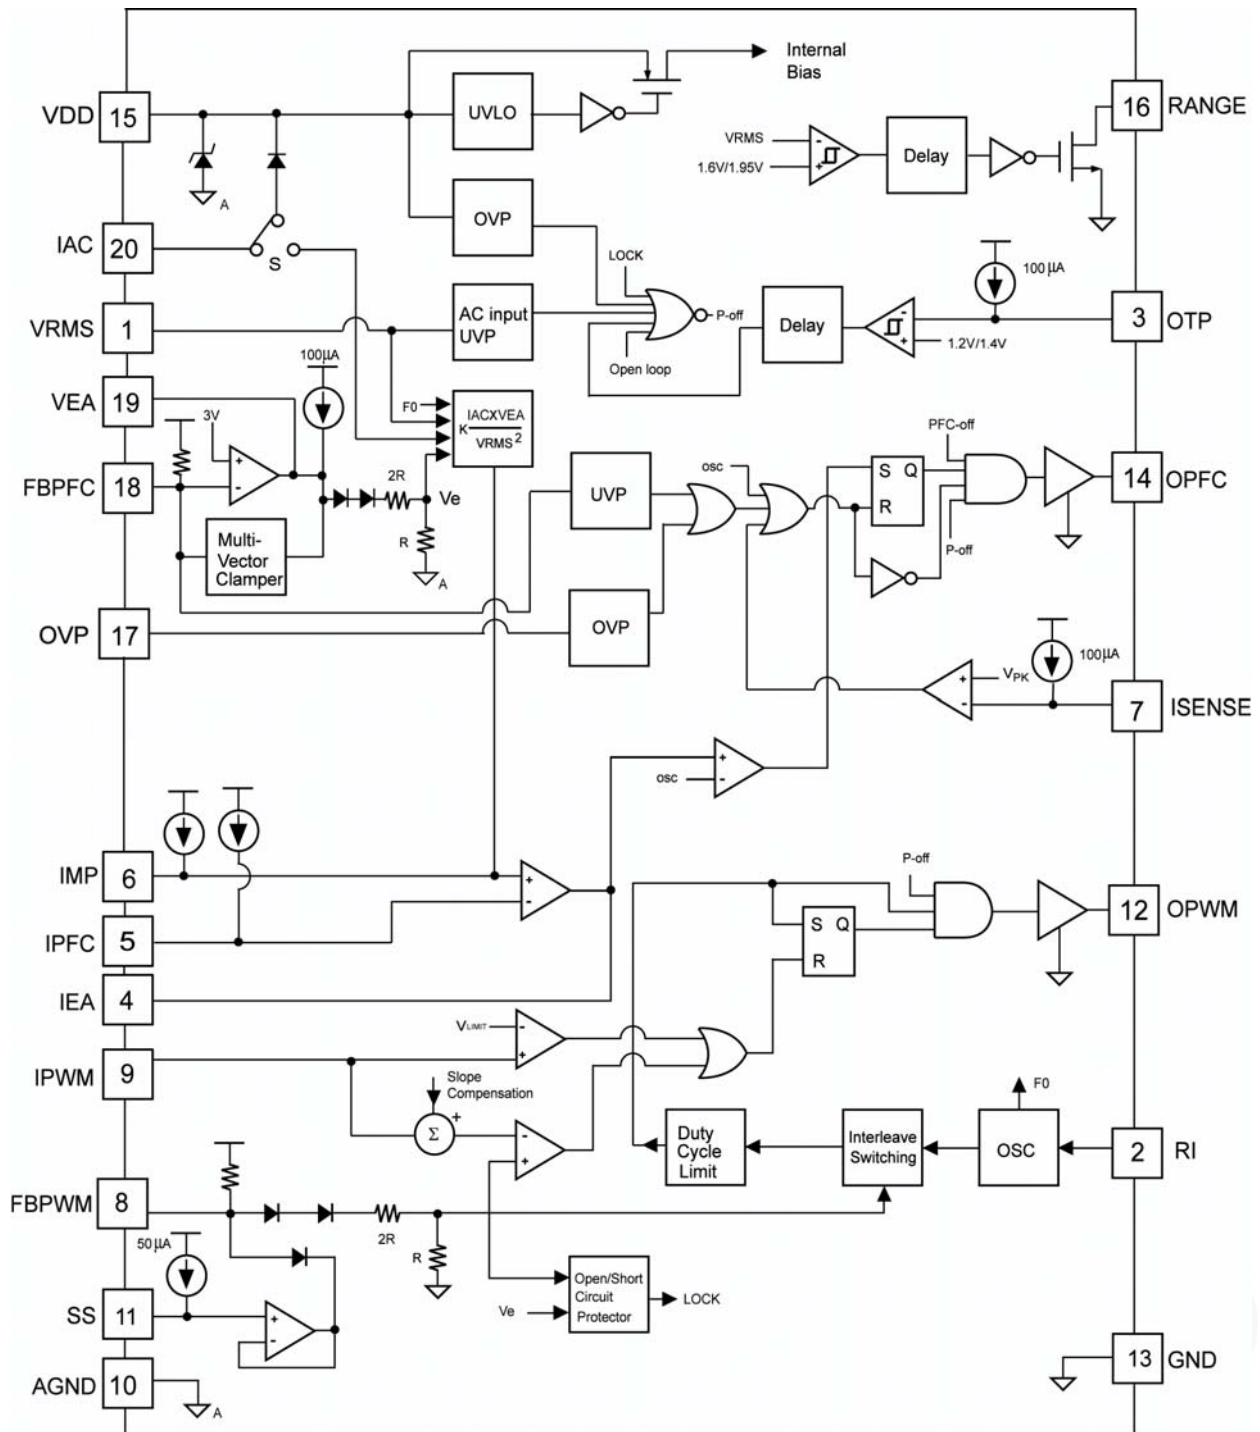 Internal
Bias
VDD
15
UVLO
16
RANGE
VRMS
1.6V/1.95V
-
+
Delay
A
OVP
IAC
20
S
LOCK
100μA
VRMS
1
AC input
UVP
P-off
Delay
-
+
1.2V/1.4V
3
OTP
Open loop
100μA
VEA
19
F0
K
IACXVEA
VRMS²
3V
+
-
PFC-off
FBPFC
18
2R
Ve
UVP
osc
S
Q
R
14
OPFC
P-off
Multi-
Vector
Clamper
R
A
OVP
17
OVP
100μA
VPK
+
-
7
ISENSE
+
-
osc
IMP
6
+
-
P-off
IPFC
5
S
Q
R
12
OPWM
IEA
4
VLIMIT
-
+
IPWM
9
Slope
Compensation
+
Σ
F0
-
+
Duty
Cycle
Limit
Interleave
Switching
OSC
2
RI
FBPWM
8
2R
R
50μA
SS
11
+
-
Open/Short
Circuit
Protector
Ve
LOCK
AGND
10
A
13
GND